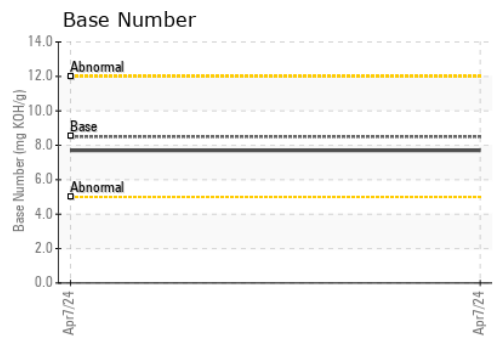 Base Number
Base Number (mg KOH/g)
14.0
12.0
10.0
8.0
6.0
4.0
2.0
0.0
Abnormal
Base
Abnormal
Apr7/24
Apr7/24